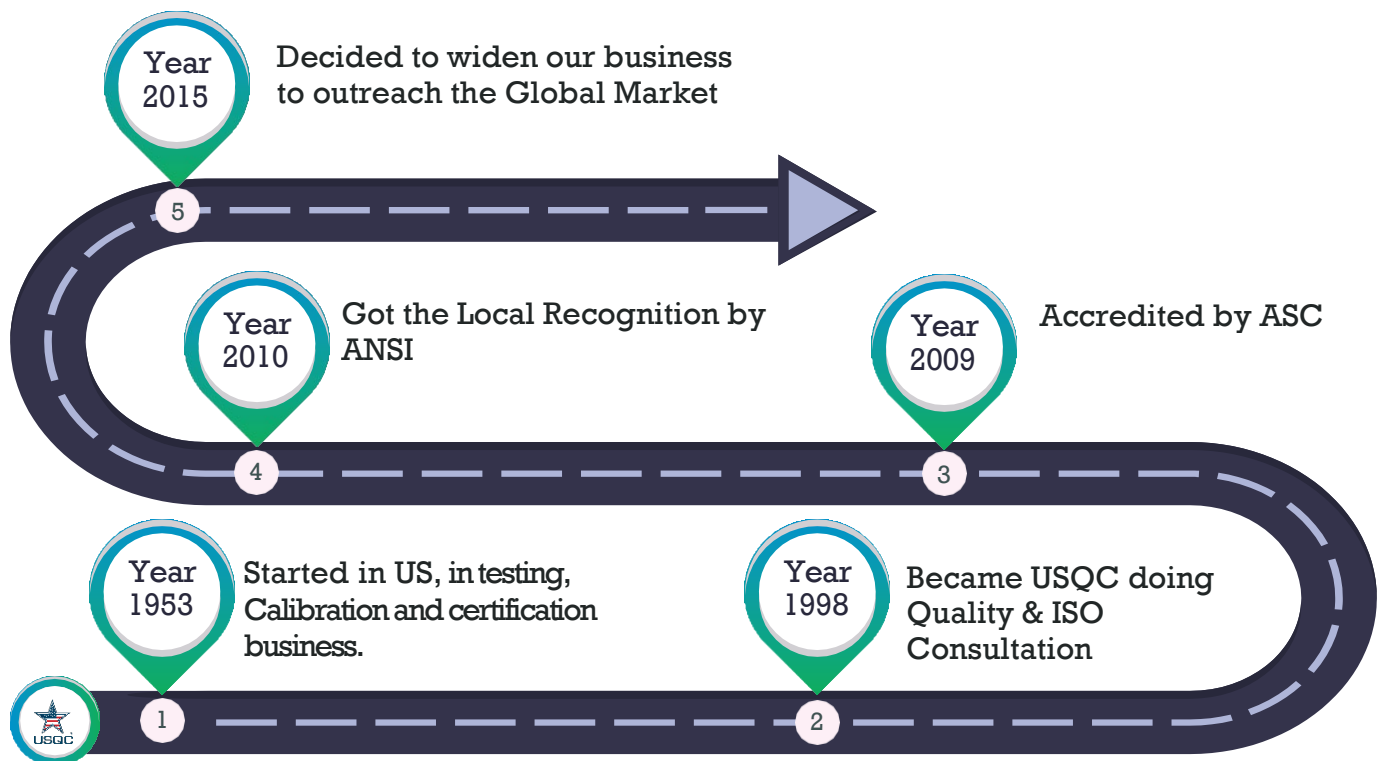 Year
2015
Decided to widen our business
to outreach the Global Market
5
Year
2010
Got the Local Recognition by
ANSI
4
Year
2009
Accredited by ASC
3
Year
1953
Started in US, in testing,
Calibration and certification
business.
1
Year
1998
Became USQC doing
Quality & ISO
Consultation
2
USQC